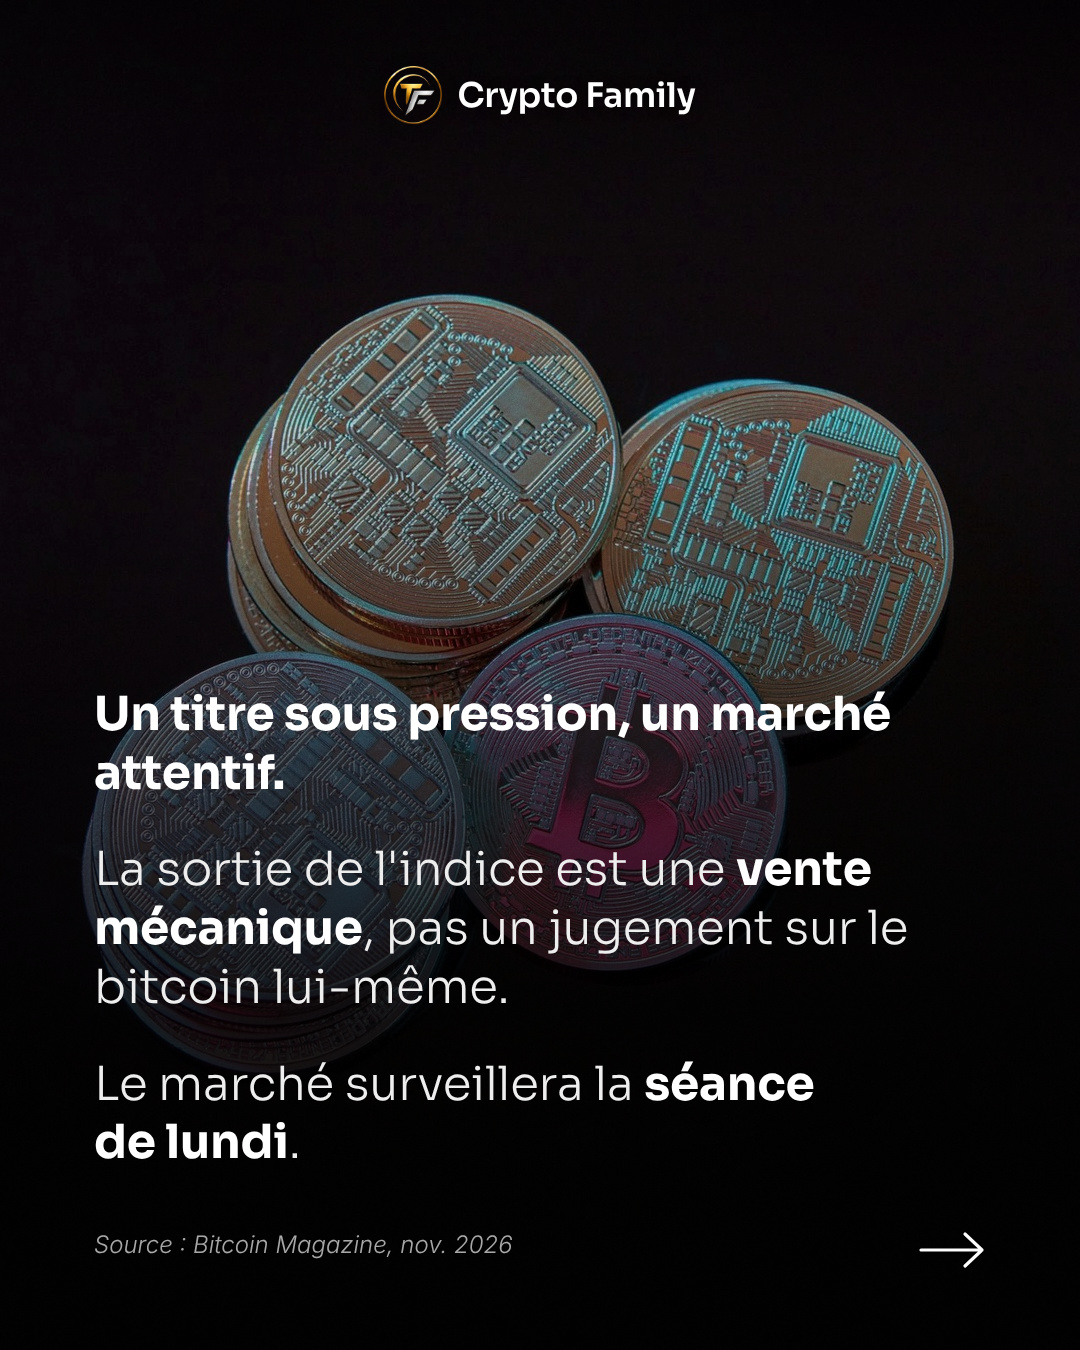 Crypto Family
Un titre sous pression, un marché
attentif.
La sortie de l'indice est une vente
mécanique, pas un jugement sur le
bitcoin lui-même.
Le marché surveillera la séance
de lundi.
Source : Bitcoin Magazine, nov. 2026